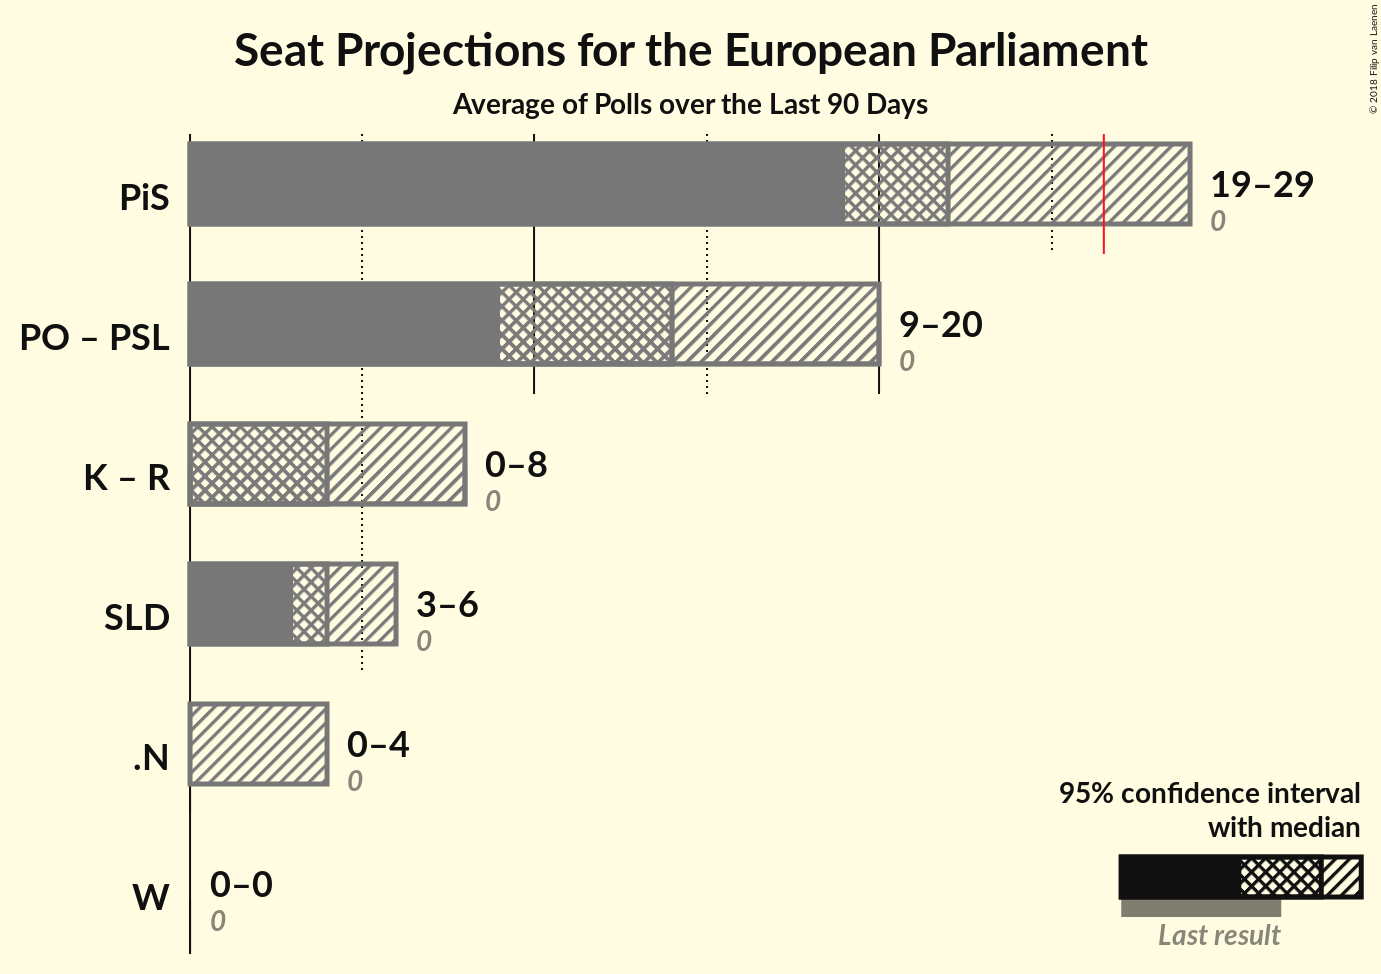 Seat Projections for the European Parliament
Average of Polls over the Last 90 Days
© 2018 Filip van Laenen
PiS
19–29
0
PO – PSL
9–20
0
K – R
0–8
0
SLD
3–6
0
.N
0–4
0
W
0–0
0
95% confidence interval
with median
Last result